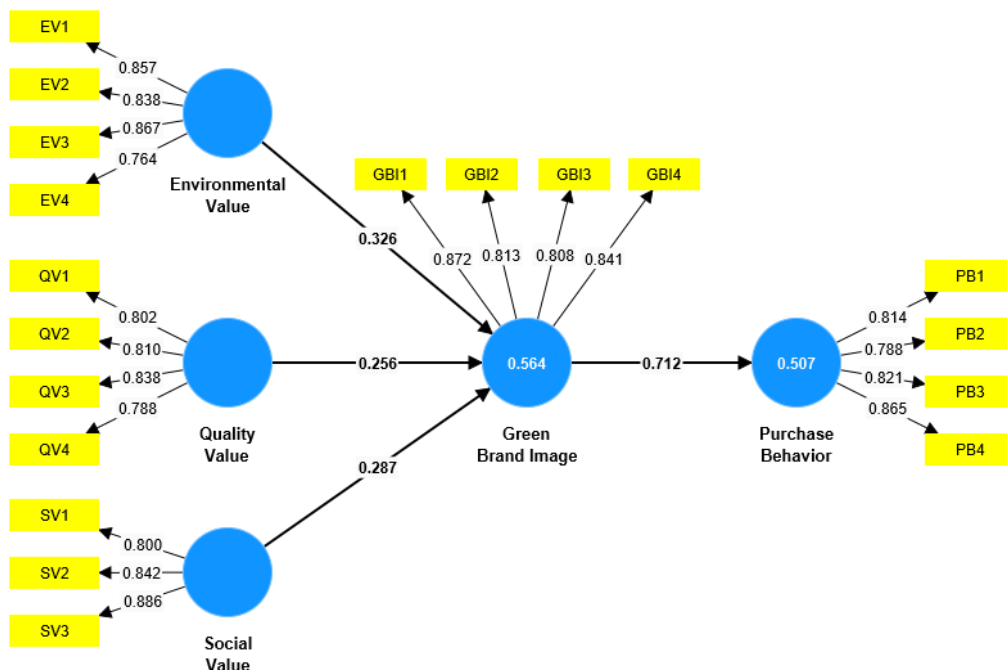 EV1
0.857
EV2
0.838
EV3
0.867
EV4
0.764
Environmental
Value
0.326
GBI1
GBI2
GBI3
GBI4
0.872
0.813
0.808
0.841
QV1
0.802
QV2
0.810
QV3
0.838
QV4
0.788
Quality
Value
0.256
0.564
Green
Brand Image
0.712
0.507
Purchase
Behavior
PB1
0.814
PB2
0.788
PB3
0.821
PB4
0.865
0.287
SV1
0.800
SV2
0.842
SV3
0.886
Social
Value